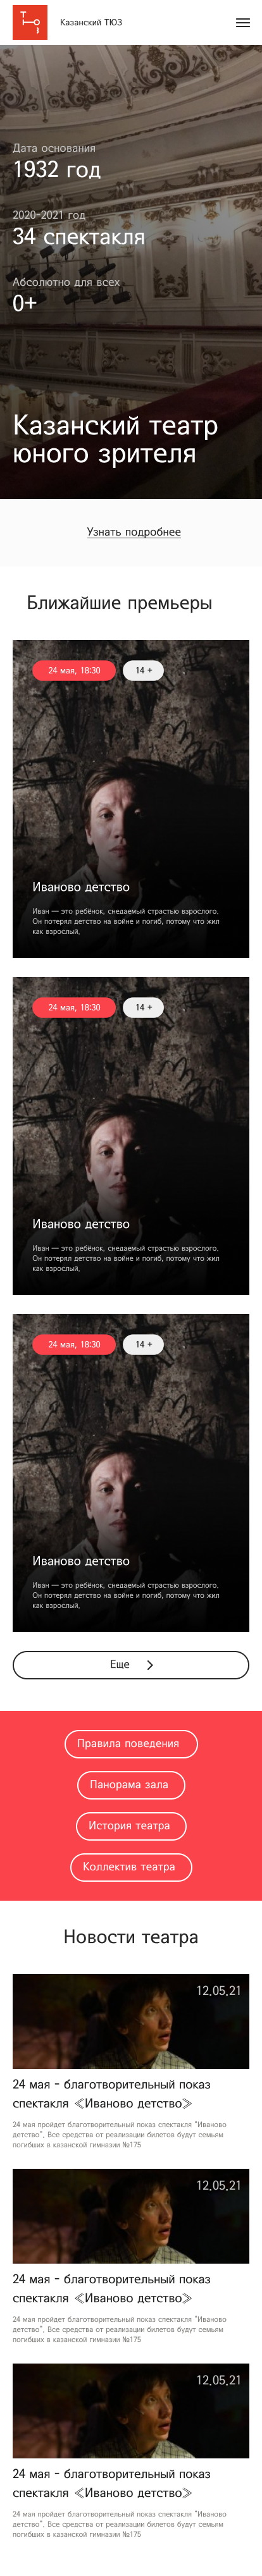 Т
Ю
З
Казанский ТЮЗ
Дата основания
1932 год
2020-2021 год
34 спектакля
Абсолютно для всех
0+
Казанский театр
юного зрителя
Узнать подробнее
Ближайшие премьеры
24 мая, 18:30 14 +
Иваново детство
Иван — это ребёнок, снедаемый страстью взрослого.
Он потерял детство на войне и погиб, потому что жил
как взрослый.
24 мая, 18:30 14 +
Иваново детство
Иван — это ребёнок, снедаемый страстью взрослого.
Он потерял детство на войне и погиб, потому что жил
как взрослый.
24 мая, 18:30 14 +
Иваново детство
Иван — это ребёнок, снедаемый страстью взрослого.
Он потерял детство на войне и погиб, потому что жил
как взрослый.
Еще
Правила поведения
Панорама зала
История театра
Коллектив театра
Новости театра
12.05.21
24 мая - благотворительный показ
спектакля «Иваново детство»
24 мая пройдет благотворительный показ спектакля "Иваново
детство". Все средства от реализации билетов будут семьям
погибших в казанской гимназии №175
12.05.21
24 мая - благотворительный показ
спектакля «Иваново детство»
24 мая пройдет благотворительный показ спектакля "Иваново
детство". Все средства от реализации билетов будут семьям
погибших в казанской гимназии №175
12.05.21
24 мая - благотворительный показ
спектакля «Иваново детство»
24 мая пройдет благотворительный показ спектакля "Иваново
детство". Все средства от реализации билетов будут семьям
погибших в казанской гимназии №175